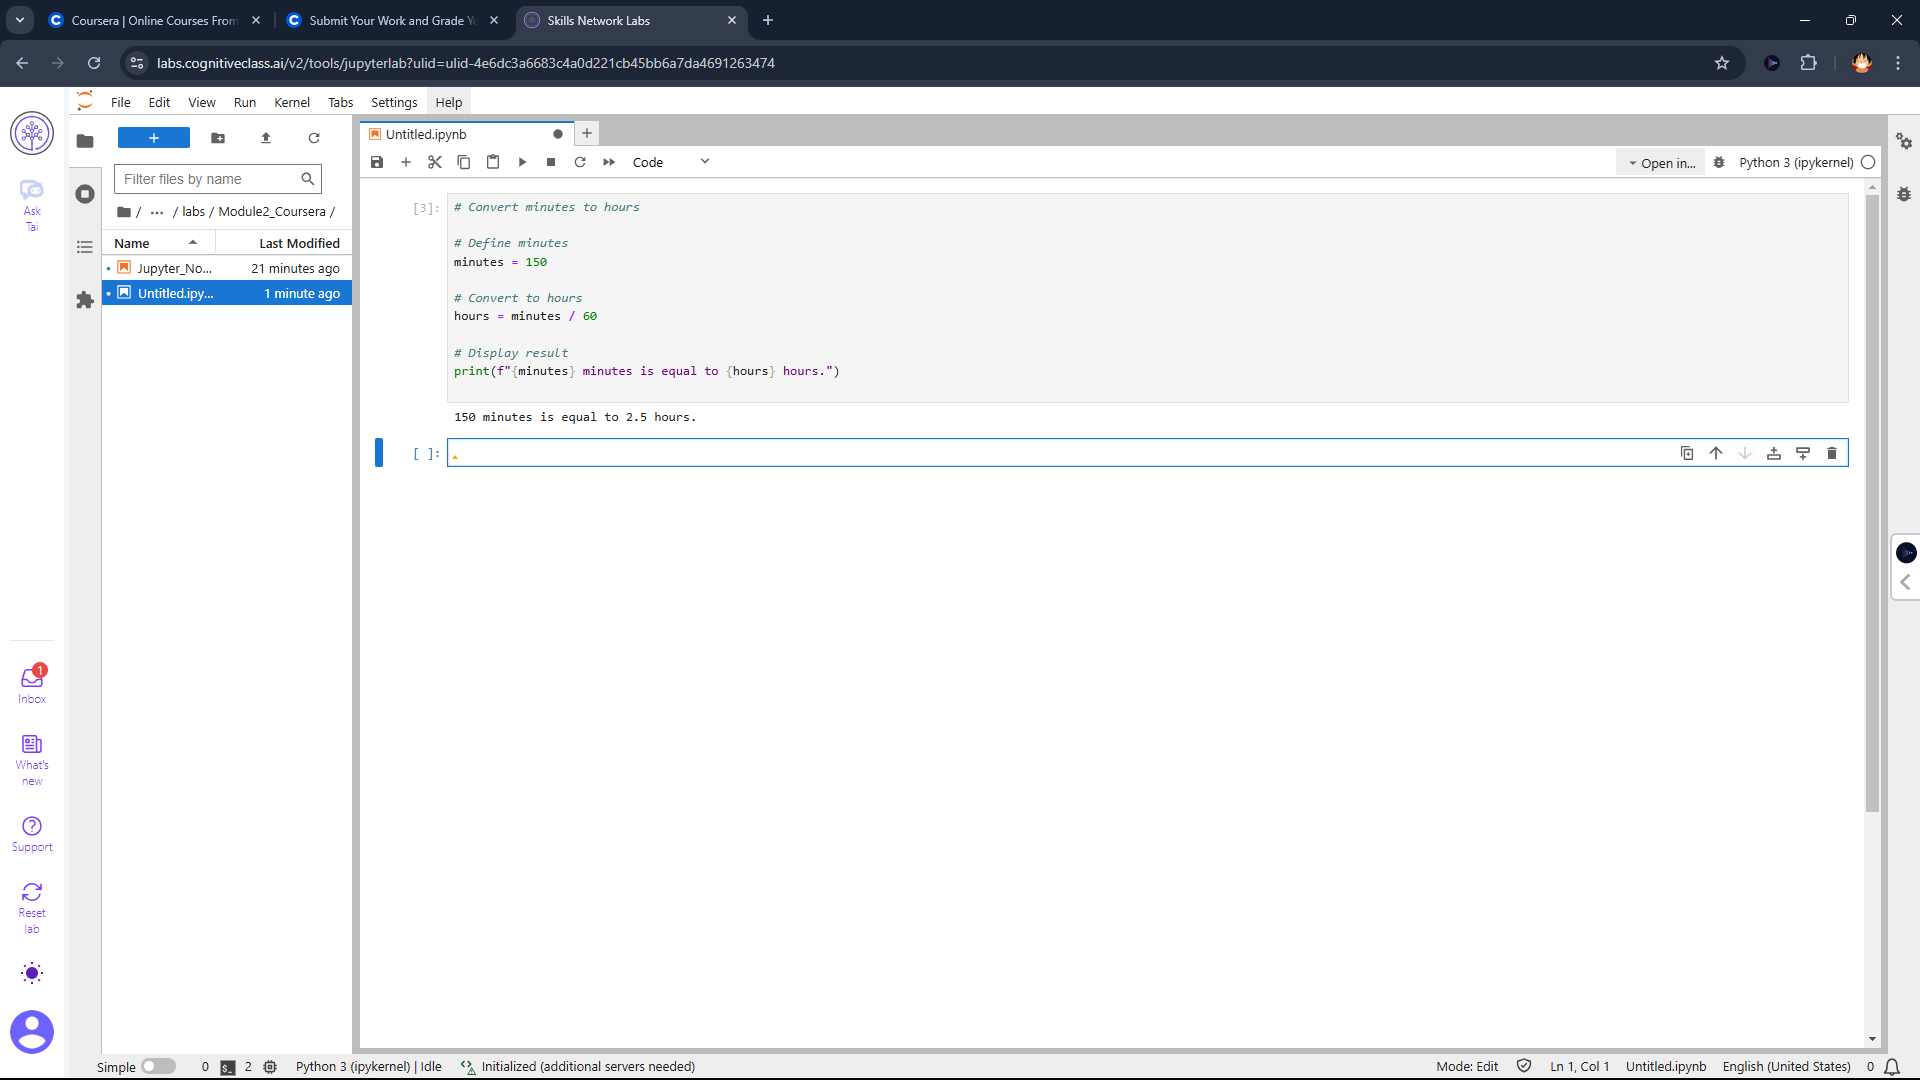 Coursera | Online Courses From
Submit Your Work and Grade Yo
Skills Network Labs
labs.cognitiveclass.ai/v2/tools/jupyterlab?ulid=ulid-4e6dc3a6683c4a0d221cb45bb6a7da4691263474
File Edit View Run Kernel Tabs Settings Help
Ask
Tai
Filter files by name
/ ... / labs / Module2_Coursera /
Name Last Modified
Jupyter_No... 21 minutes ago
Untitled.ipy... 1 minute ago
Untitled.ipynb
Code
Open in...
Python 3 (ipykernel)
[3]:
# Convert minutes to hours
# Define minutes
minutes = 150
# Convert to hours
hours = minutes / 60
# Display result
print(f"{minutes} minutes is equal to {hours} hours.")
150 minutes is equal to 2.5 hours.
[ ]:
1
Inbox
What's
new
Support
Reset
lab
Simple 0 $_ 2 Python 3 (ipykernel) | Idle Initialized (additional servers needed) Mode: Edit Ln 1, Col 1 Untitled.ipynb English (United States) 0